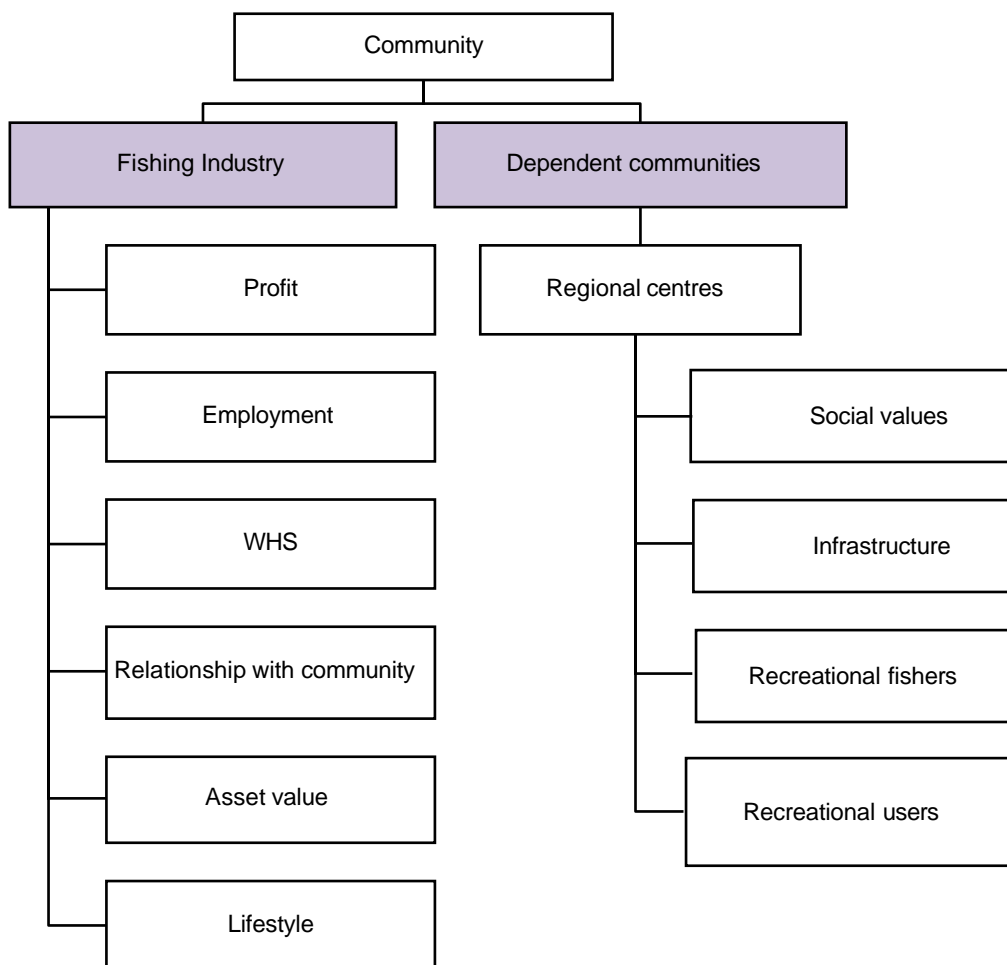 Community
Fishing Industry
Dependent communities
Profit
Regional centres
Employment
Social values
WHS
Infrastructure
Relationship with community
Recreational fishers
Asset value
Recreational users
Lifestyle